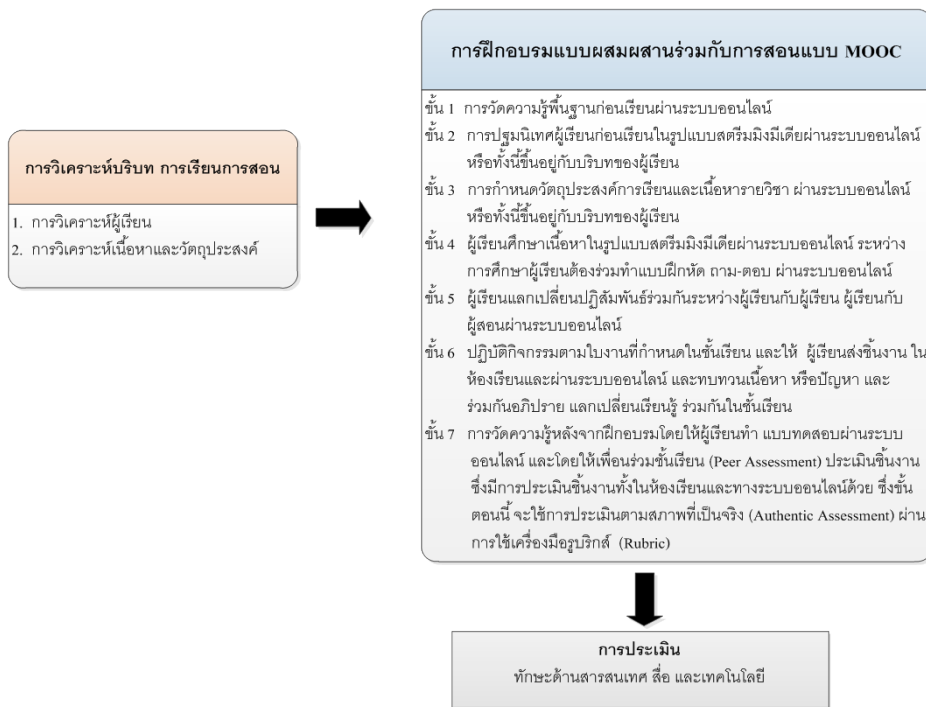 การวิเคราะห์บริบท การเรียนการสอน
1. การวิเคราะห์ผู้เรียน
2. การวิเคราะห์เนื้อหาและวัตถุประสงค์
การฝึกอบรมแบบผสมผสานร่วมกับการสอนแบบ MOOC
ขั้น 1 การวัดความรู้พื้นฐานก่อนเรียนผ่านระบบออนไลน์
ขั้น 2 การปฐมนิเทศผู้เรียนก่อนเรียนในรูปแบบสตรีมมิงมีเดียผ่านระบบออนไลน์
หรือทั้งนี้ขึ้นอยู่กับบริบทของผู้เรียน
ขั้น 3 การกำหนดวัตถุประสงค์การเรียนและเนื้อหารายวิชา ผ่านระบบออนไลน์
หรือทั้งนี้ขึ้นอยู่กับบริบทของผู้เรียน
ขั้น 4 ผู้เรียนศึกษาเนื้อหาในรูปแบบสตรีมมิงมีเดียผ่านระบบออนไลน์ ระหว่าง
การศึกษาผู้เรียนต้องร่วมทำแบบฝึกหัด ถาม-ตอบ ผ่านระบบออนไลน์
ขั้น 5 ผู้เรียนแลกเปลี่ยนปฏิสัมพันธ์ร่วมกันระหว่างผู้เรียนกับผู้เรียน ผู้เรียนกับ
ผู้สอนผ่านระบบออนไลน์
ขั้น 6 ปฏิบัติกิจกรรมตามใบงานที่กำหนดในชั้นเรียน และให้ ผู้เรียนส่งชิ้นงาน ใน
ห้องเรียนและผ่านระบบออนไลน์ และทบทวนเนื้อหา หรือปัญหา และ
ร่วมกันอภิปราย แลกเปลี่ยนเรียนรู้ ร่วมกันในชั้นเรียน
ขั้น 7 การวัดความรู้หลังจากฝึกอบรมโดยให้ผู้เรียนทำ แบบทดสอบผ่านระบบ
ออนไลน์ และโดยให้เพื่อนร่วมชั้นเรียน (Peer Assessment) ประเมินชิ้นงาน
ซึ่งมีการประเมินชิ้นงานทั้งในห้องเรียนและทางระบบออนไลน์ด้วย ซึ่งขั้น
ตอนนี้ จะใช้การประเมินตามสภาพที่เป็นจริง (Authentic Assessment) ผ่าน
การใช้เครื่องมือรูบริกส์ (Rubric)
การประเมิน
ทักษะด้านสารสนเทศ สื่อ และเทคโนโลยี